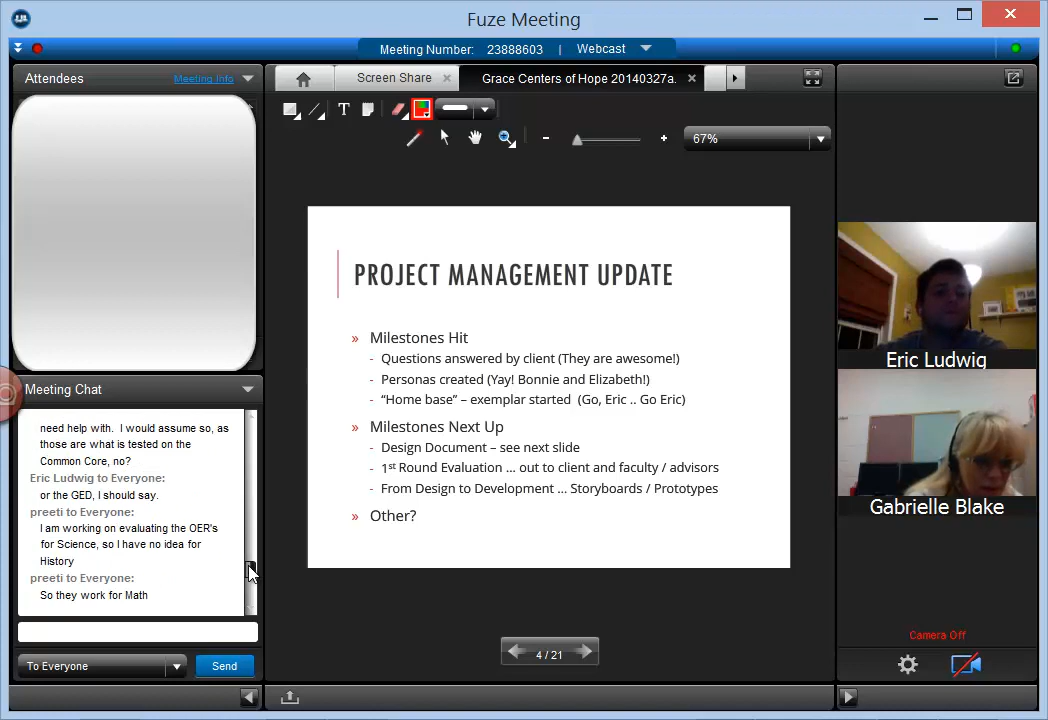 Fuze Meeting
Meeting Number: 23888603 | Webcast
Attendees
Meeting Info
Screen Share
Grace Centers of Hope 20140327a.
T
67%
PROJECT MANAGEMENT UPDATE
» Milestones Hit
- Questions answered by client (They are awesome!)
- Personas created (Yay! Bonnie and Elizabeth!)
- “Home base” – exemplar started (Go, Eric .. Go Eric)
» Milestones Next Up
- Design Document – see next slide
- 1st Round Evaluation … out to client and faculty / advisors
- From Design to Development … Storyboards / Prototypes
» Other?
4 / 21
Meeting Chat
need help with. I would assume so, as
those are what is tested on the
Common Core, no?
Eric Ludwig to Everyone:
or the GED, I should say.
preeti to Everyone:
I am working on evaluating the OER's
for Science, so I have no idea for
History
preeti to Everyone:
So they work for Math
To Everyone
Send
Eric Ludwig
Gabrielle Blake
Camera Off